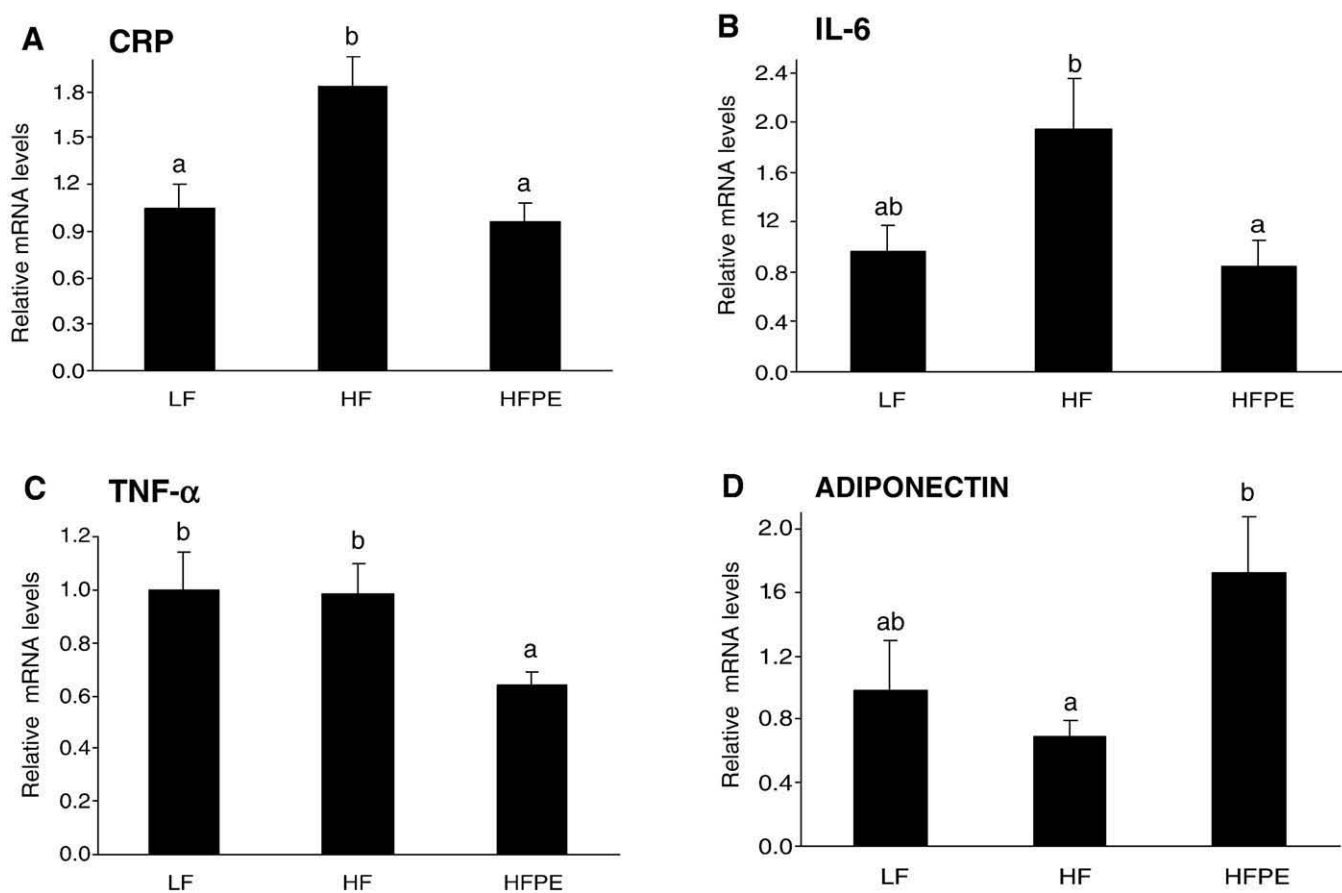 A CRP
b
a
a
Relative mRNA levels
1.8
1.5
1.2
0.9
0.6
0.3
0.0
LF HF HFPE
B IL-6
b
ab
a
Relative mRNA levels
2.4
2.0
1.6
12
0.8
0.4
0.0
LF HF HFPE
C TNF-α
b
b
a
Relative mRNA levels
1.2
1.0
0.8
0.6
0.4
0.2
0.0
LF HF HFPE
D ADIPONECTIN
b
ab
a
Relative mRNA levels
2.0
1.6
1.2
0.8
0.4
0.0
LF HF HFPE